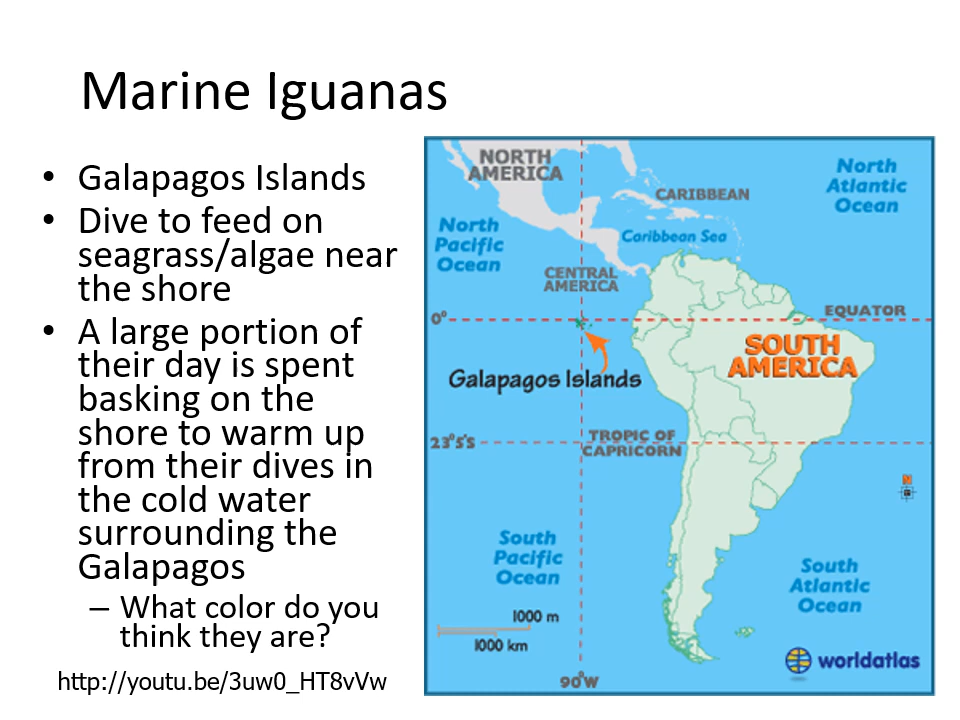 Marine Iguanas
• Galapagos Islands
• Dive to feed on
seagrass/algae near
the shore
• A large portion of
their day is spent
basking on the
shore to warm up
from their dives in
the cold water
surrounding the
Galapagos
– What color do you
think they are?
http://youtu.be/3uw0_HT8vVw
NORTH
AMERICA
North
Atlantic
Ocean
CARIBBEAN
North
Pacific
Ocean
Caribbean Sea
CENTRAL
AMERICA
EQUATOR
0°
SOUTH
AMERICA
Galapagos Islands
23°5's
TROPIC OF
CAPRICORN
N
South
Pacific
Ocean
South
Atlantic
Ocean
1000 m
1000 km
worldatlas
90°W